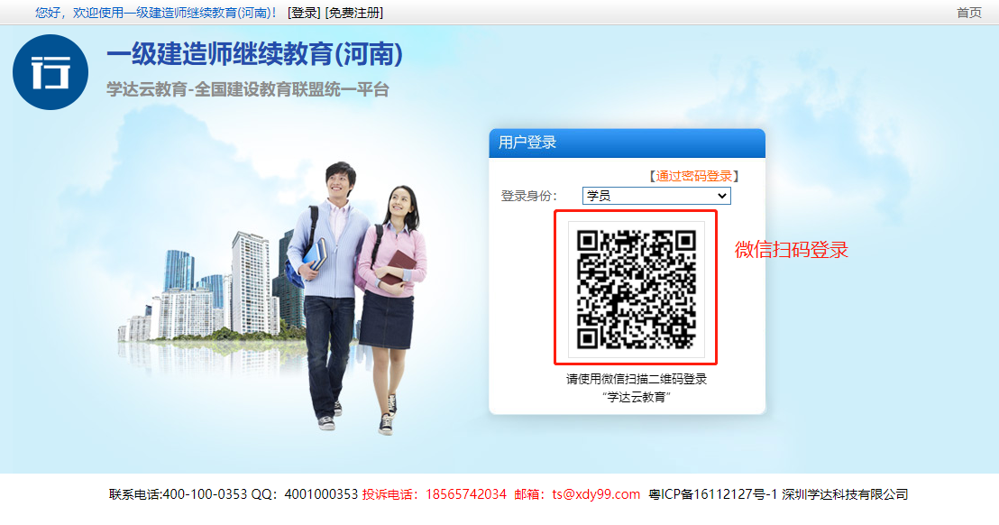 您好，欢迎使用一级建造师继续教育(河南)！ [登录] [免费注册] 首页
行
一级建造师继续教育(河南)
学达云教育-全国建设教育联盟统一平台
用户登录
【通过密码登录】
登录身份： 学员
微信扫码登录
请使用微信扫描二维码登录
“学达云教育”
联系电话:400-100-0353 QQ：4001000353 投诉电话：18565742034 邮箱：ts@xdy99.com 粤ICP备16112127号-1 深圳学达科技有限公司